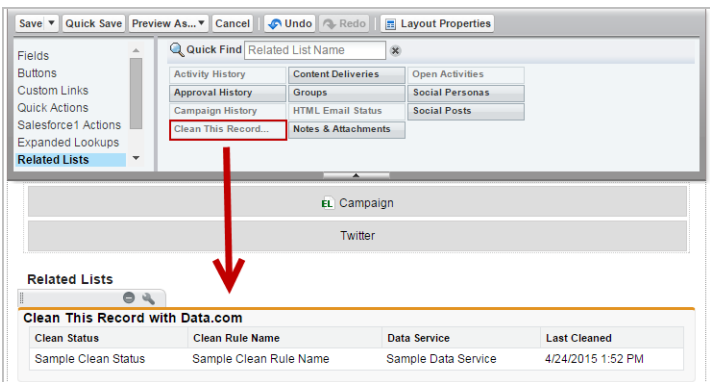 Save Quick Save Preview As... Cancel Undo Redo Layout Properties
Fields
Buttons
Custom Links
Quick Actions
Salesforce1 Actions
Expanded Lookups
Related Lists
Quick Find Related List Name
Activity History Content Deliveries Open Activities
Approval History Groups Social Personas
Campaign History HTML Email Status Social Posts
Clean This Record... Notes & Attachments
EL Campaign
Twitter
Related Lists
Clean This Record with Data.com
Clean Status Clean Rule Name Data Service Last Cleaned
Sample Clean Status Sample Clean Rule Name Sample Data Service 4/24/2015 1:52 PM